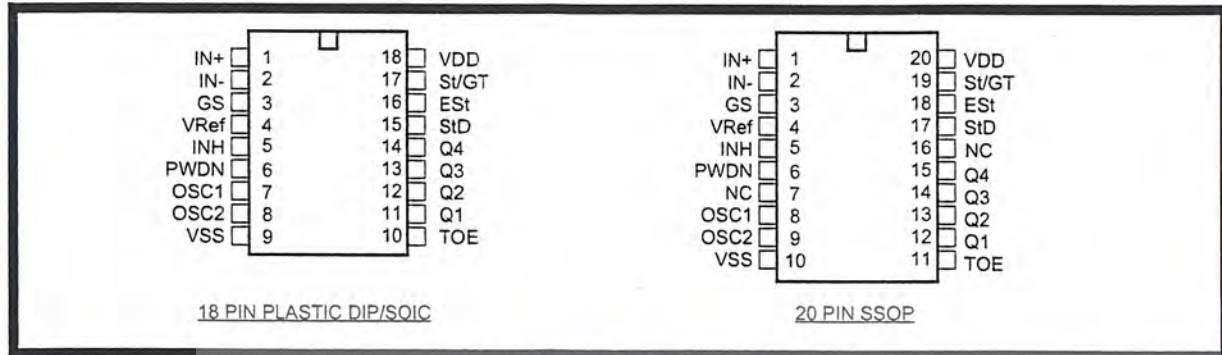 IN+ 1 18 VDD
IN- 2 17 St/GT
GS 3 16 ESt
VRef 4 15 StD
INH 5 14 Q4
PWDN 6 13 Q3
OSC1 7 12 Q2
OSC2 8 11 Q1
VSS 9 10 TOE
18 PIN PLASTIC DIP/SOIC
IN+ 1 20 VDD
IN- 2 19 St/GT
GS 3 18 ESt
VRef 4 17 StD
INH 5 16 NC
PWDN 6 15 Q4
NC 7 14 Q3
OSC1 8 13 Q2
OSC2 9 12 Q1
VSS 10 11 TOE
20 PIN SSOP